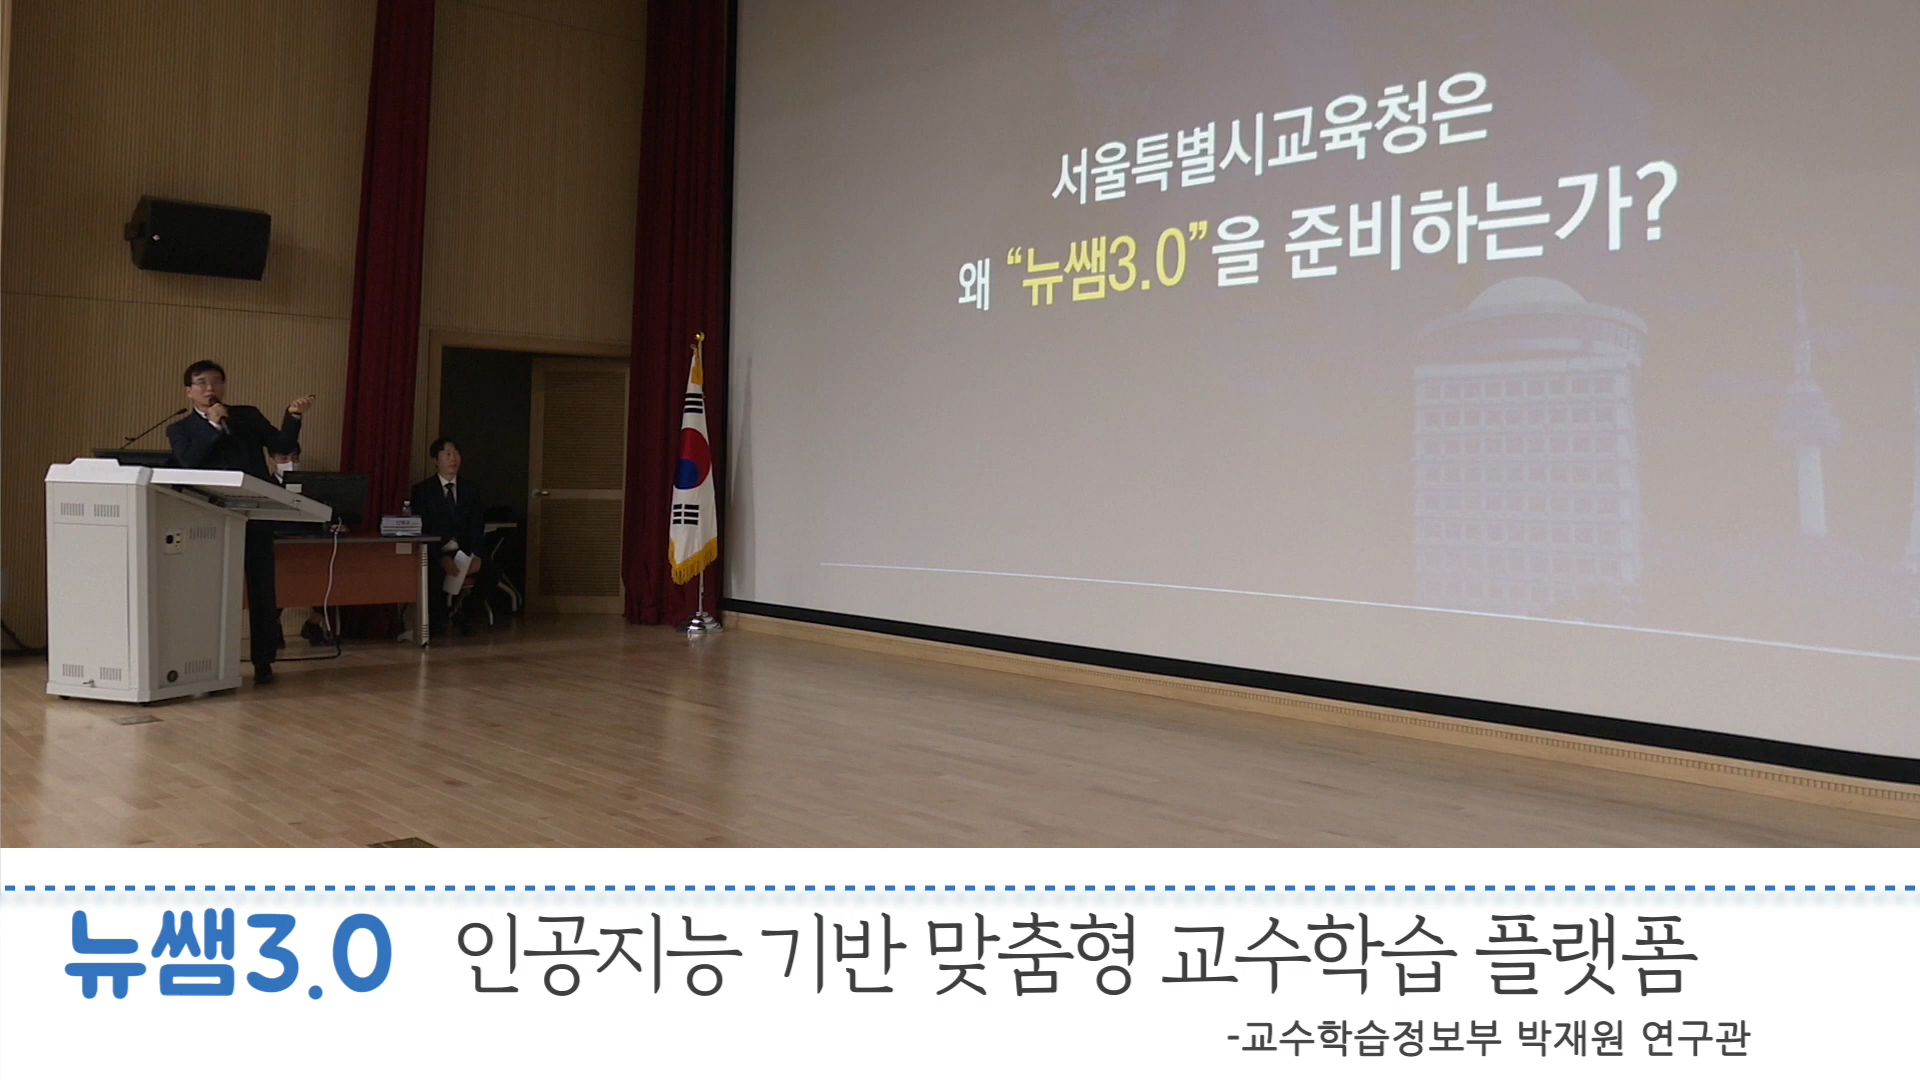 서울특별시교육청은
왜 “뉴쌤3.0”을 준비하는가?
뉴쌤3.0 인공지능 기반 맞춤형 교수학습 플랫폼
-교수학습정보부 박재원 연구관